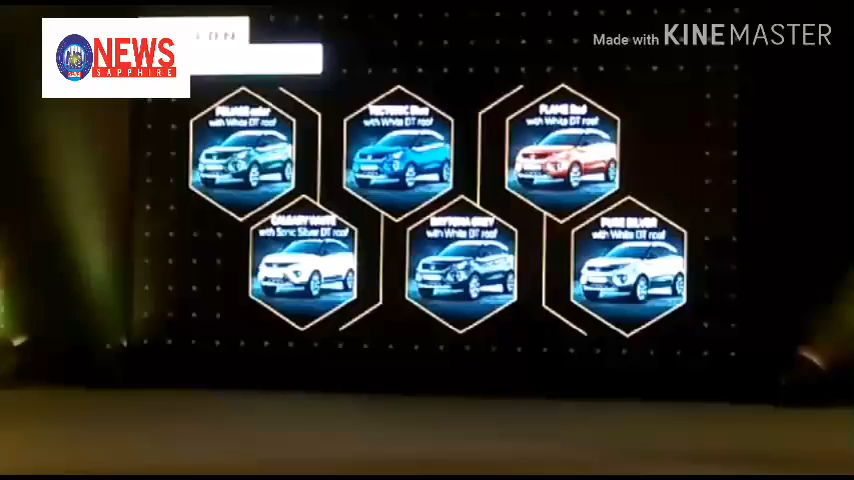 NEWS
SAPPHIRE
Made with KINEMASTER
with White DT roof
TECTONIC Blue
with White DT roof
FLAME Red
with White DT roof
CALGARY WHITE
with Sonic Silver DT roof
DAYTONA GREY
with White DT roof
PURE SILVER
with White DT roof